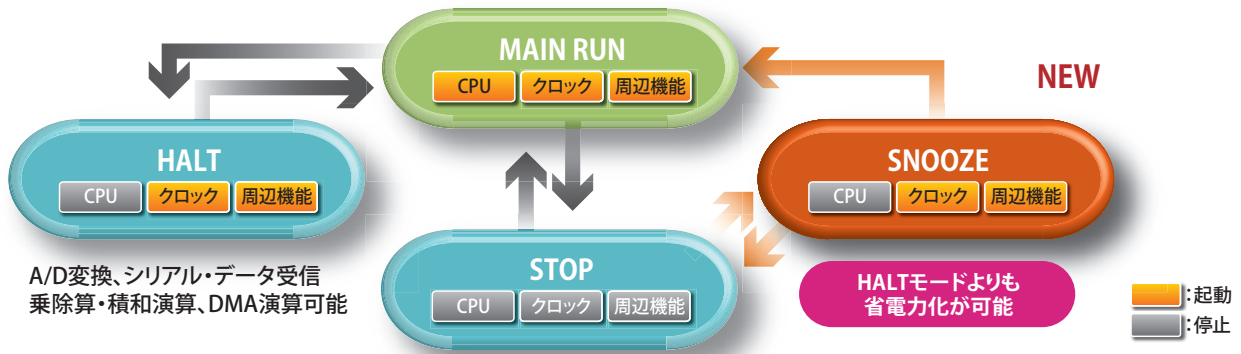 MAIN RUN
CPU クロック 周辺機能
NEW
HALT
CPU クロック 周辺機能
SNOOZE
CPU クロック 周辺機能
A/D変換、シリアル・データ受信
乗除算・積和演算、DMA演算可能
STOP
CPU クロック 周辺機能
HALTモードよりも
省電力化が可能
:起動
:停止